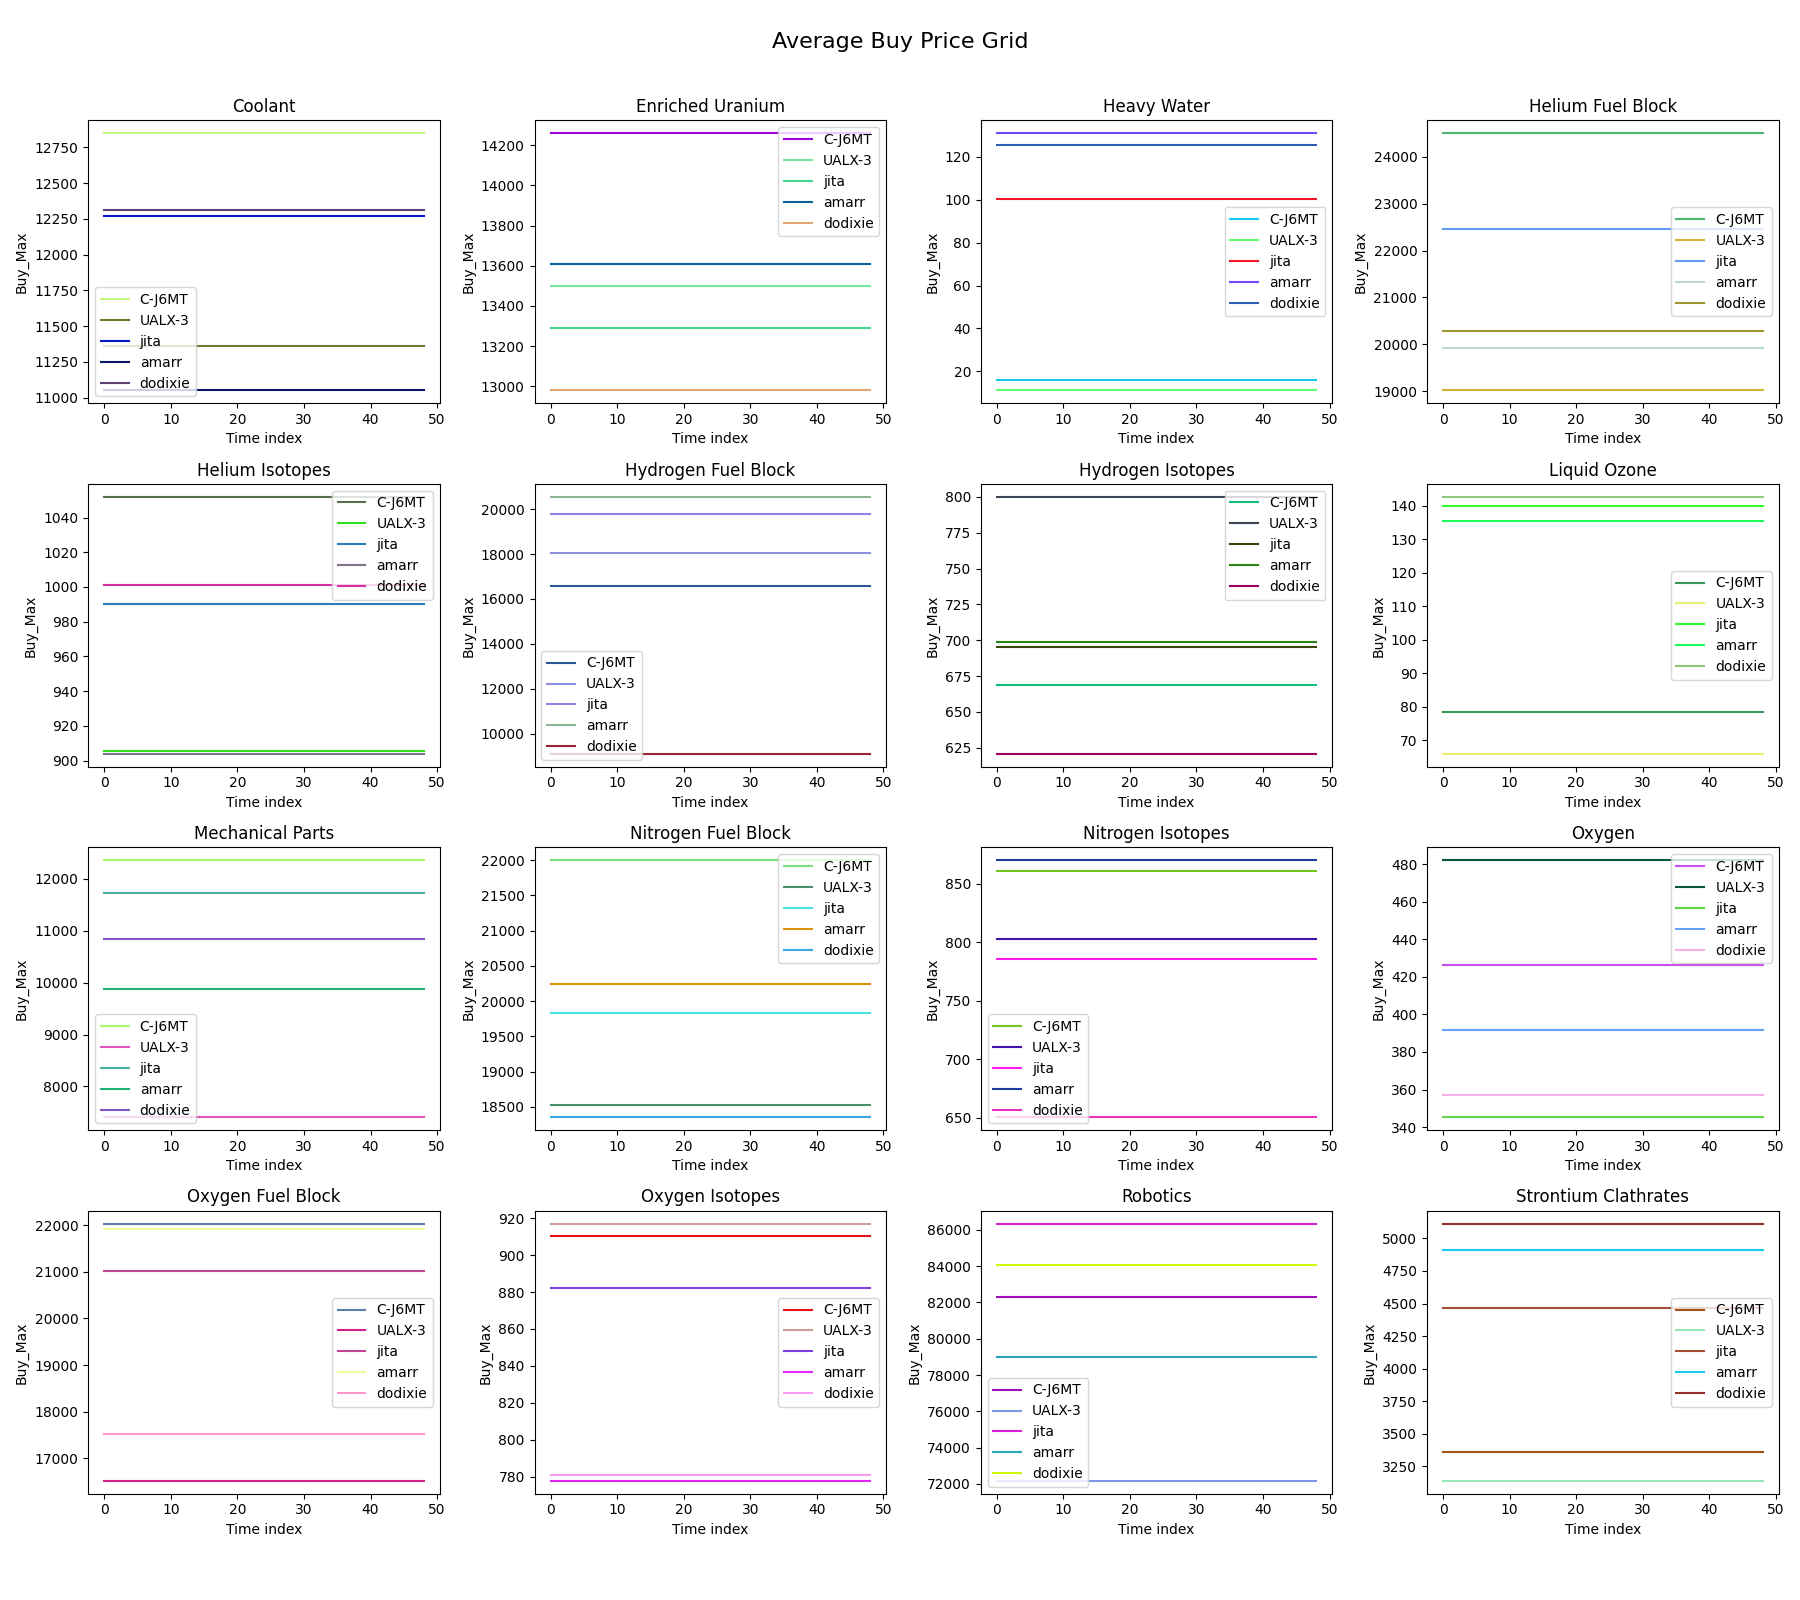 Average Buy Price Grid
Coolant
Buy_Max
12750
12500
12250
12000
11750
11500
11250
11000
C-J6MT
UALX-3
jita
amarr
dodixie
0 10 20 30 40 50
Time index
Enriched Uranium
Buy_Max
14200
14000
13800
13600
13400
13200
13000
C-J6MT
UALX-3
jita
amarr
dodixie
0 10 20 30 40 50
Time index
Heavy Water
Buy_Max
120
100
80
60
40
20
C-J6MT
UALX-3
jita
amarr
dodixie
0 10 20 30 40 50
Time index
Helium Fuel Block
Buy_Max
24000
23000
22000
21000
20000
19000
C-J6MT
UALX-3
jita
amarr
dodixie
0 10 20 30 40 50
Time index
Helium Isotopes
Buy_Max
1040
1020
1000
980
960
940
920
900
C-J6MT
UALX-3
jita
amarr
dodixie
0 10 20 30 40 50
Time index
Hydrogen Fuel Block
Buy_Max
20000
18000
16000
14000
12000
10000
C-J6MT
UALX-3
jita
amarr
dodixie
0 10 20 30 40 50
Time index
Hydrogen Isotopes
Buy_Max
800
775
750
725
700
675
650
625
C-J6MT
UALX-3
jita
amarr
dodixie
0 10 20 30 40 50
Time index
Liquid Ozone
Buy_Max
140
130
120
110
100
90
80
70
C-J6MT
UALX-3
jita
amarr
dodixie
0 10 20 30 40 50
Time index
Mechanical Parts
Buy_Max
12000
11000
10000
9000
8000
C-J6MT
UALX-3
jita
amarr
dodixie
0 10 20 30 40 50
Time index
Nitrogen Fuel Block
Buy_Max
22000
21500
21000
20500
20000
19500
19000
18500
C-J6MT
UALX-3
jita
amarr
dodixie
0 10 20 30 40 50
Time index
Nitrogen Isotopes
Buy_Max
850
800
750
700
650
C-J6MT
UALX-3
jita
amarr
dodixie
0 10 20 30 40 50
Time index
Oxygen
Buy_Max
480
460
440
420
400
380
360
340
C-J6MT
UALX-3
jita
amarr
dodixie
0 10 20 30 40 50
Time index
Oxygen Fuel Block
Buy_Max
22000
21000
20000
19000
18000
17000
C-J6MT
UALX-3
jita
amarr
dodixie
0 10 20 30 40 50
Time index
Oxygen Isotopes
Buy_Max
920
900
880
860
840
820
800
780
C-J6MT
UALX-3
jita
amarr
dodixie
0 10 20 30 40 50
Time index
Robotics
Buy_Max
86000
84000
82000
80000
78000
76000
74000
72000
C-J6MT
UALX-3
jita
amarr
dodixie
0 10 20 30 40 50
Time index
Strontium Clathrates
Buy_Max
5000
4750
4500
4250
4000
3750
3500
3250
C-J6MT
UALX-3
jita
amarr
dodixie
0 10 20 30 40 50
Time index